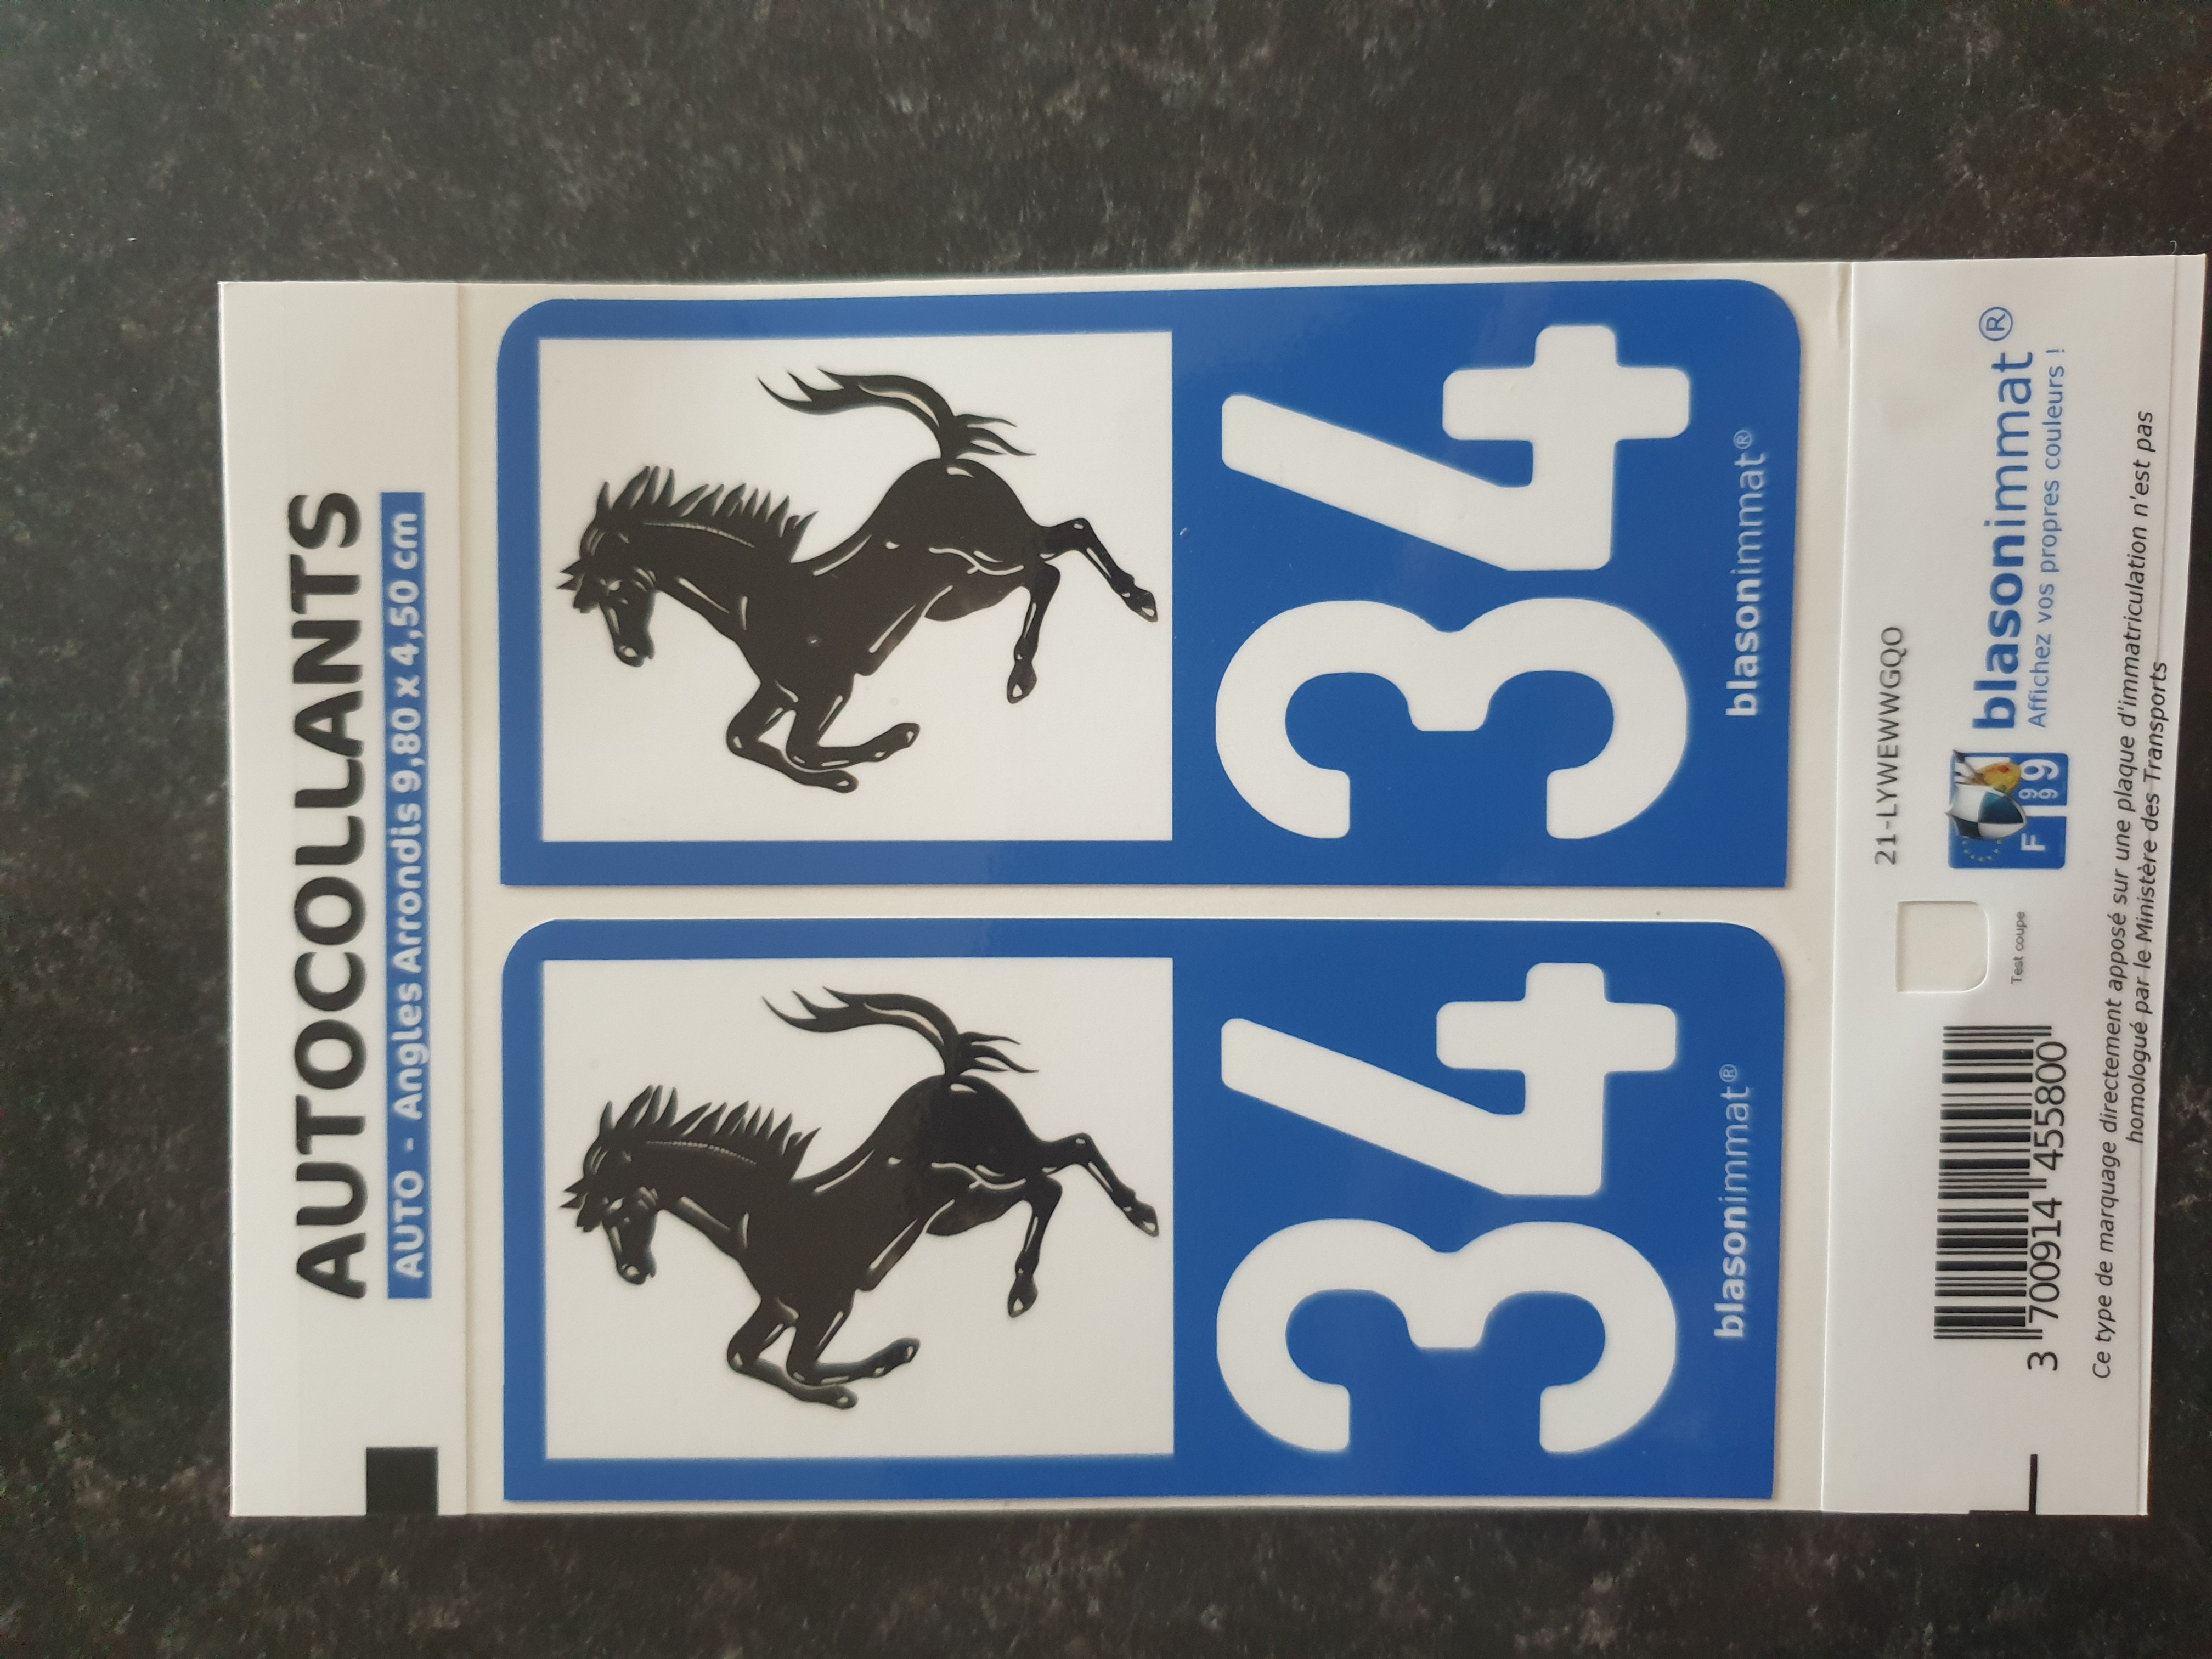 AUTOCOLLANTS
AUTO - Angles Arrondis 9,80 x 4,50 cm
34
blasonimmat®
34
blasonimmat®
21-LYWEWWGQO
Test coupe
F
99
99
blasonimmat®
Affichez vos propres couleurs !
3 700914 455800
Ce type de marquage directement apposé sur une plaque d'immatriculation n'est pas
homologué par le Ministère des Transports